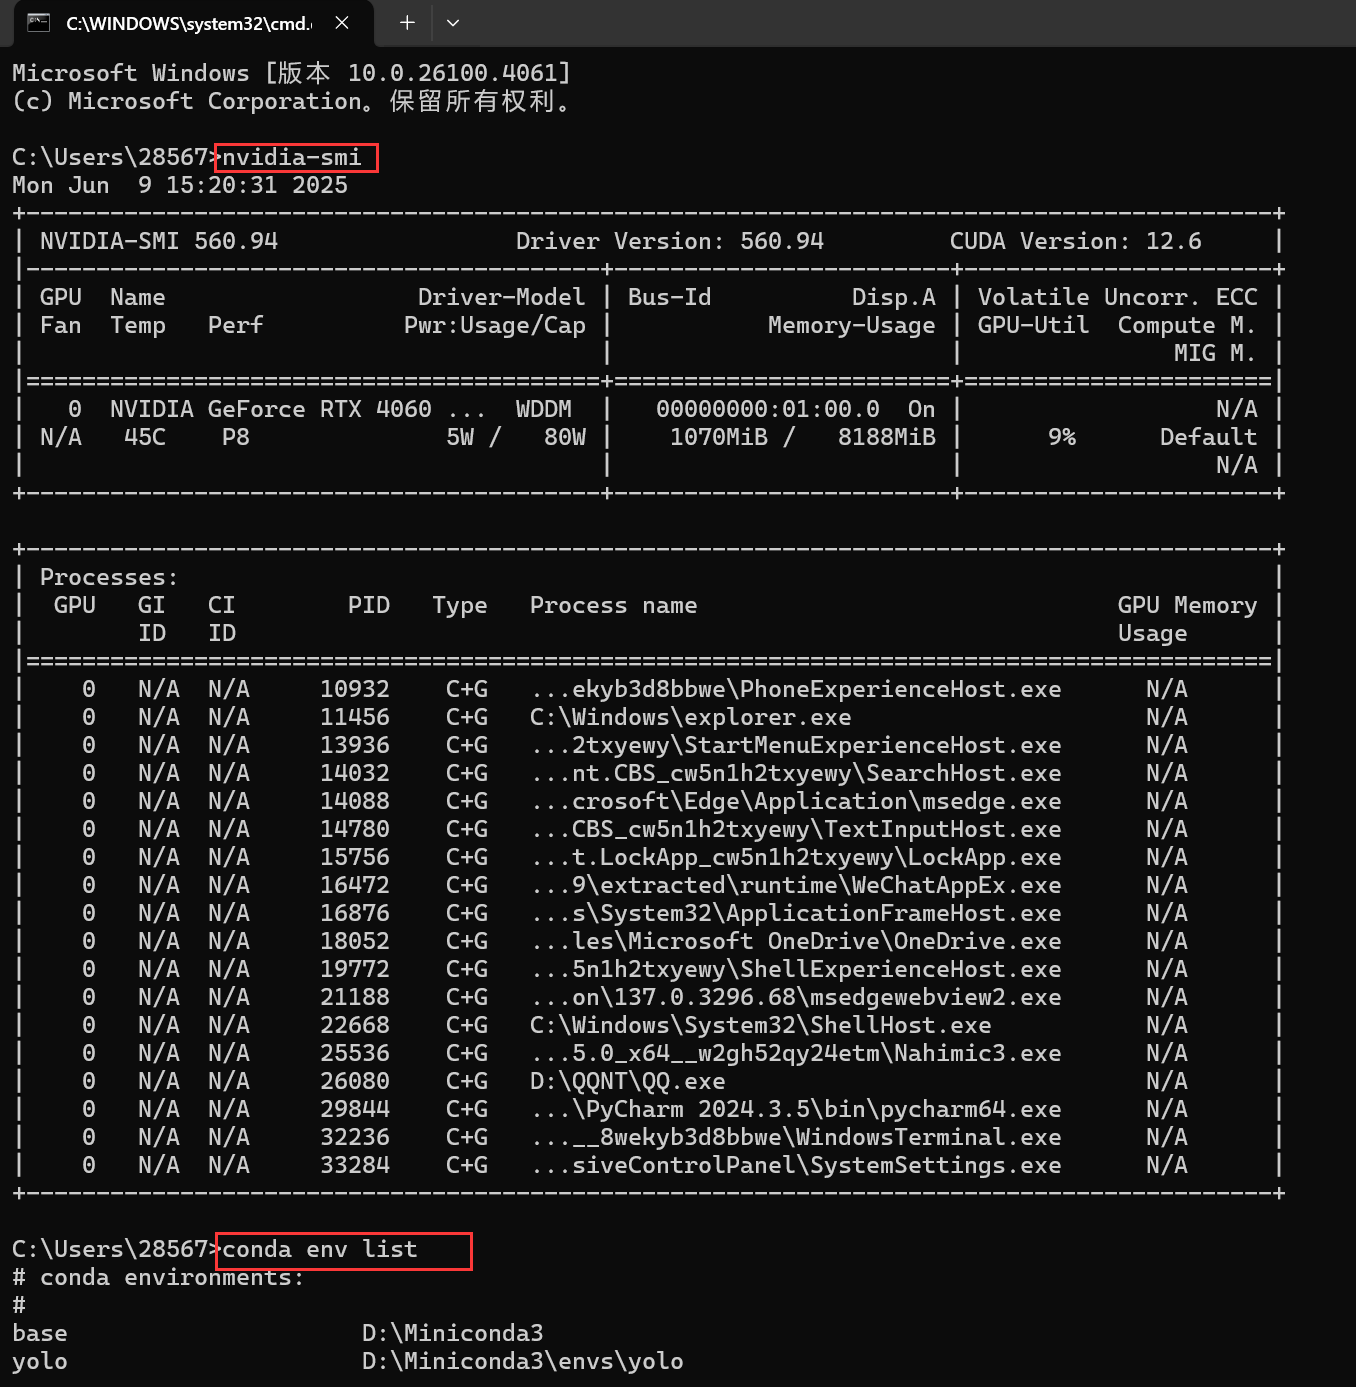 C:\WINDOWS\system32\cmd.
Microsoft Windows [版本 10.0.26100.4061]
(c) Microsoft Corporation。保留所有权利。
C:\Users\28567>nvidia-smi
Mon Jun  9 15:20:31 2025
+-----------------------------------------------------------------------------------------+
| NVIDIA-SMI 560.94                 Driver Version: 560.94         CUDA Version: 12.6     |
|-----------------------------------------+------------------------+----------------------+
| GPU  Name                  Driver-Model | Bus-Id          Disp.A | Volatile Uncorr. ECC |
| Fan  Temp   Perf          Pwr:Usage/Cap |           Memory-Usage | GPU-Util  Compute M. |
|                                         |                        |               MIG M. |
|=========================================+========================+======================|
|   0  NVIDIA GeForce RTX 4060 ...  WDDM  |   00000000:01:00.0  On |                  N/A |
| N/A   45C    P8              5W /   80W |    1070MiB /   8188MiB |      9%      Default |
|                                         |                        |                  N/A |
+-----------------------------------------+------------------------+----------------------+
+-----------------------------------------------------------------------------------------+
| Processes:                                                                              |
|  GPU   GI   CI        PID   Type   Process name                              GPU Memory |
|        ID   ID                                                               Usage      |
|=========================================================================================|
|    0   N/A  N/A     10932    C+G   ...ekyb3d8bbwe\PhoneExperienceHost.exe      N/A      |
|    0   N/A  N/A     11456    C+G   C:\Windows\explorer.exe                     N/A      |
|    0   N/A  N/A     13936    C+G   ...2txyewy\StartMenuExperienceHost.exe      N/A      |
|    0   N/A  N/A     14032    C+G   ...nt.CBS_cw5n1h2txyewy\SearchHost.exe      N/A      |
|    0   N/A  N/A     14088    C+G   ...crosoft\Edge\Application\msedge.exe      N/A      |
|    0   N/A  N/A     14780    C+G   ...CBS_cw5n1h2txyewy\TextInputHost.exe      N/A      |
|    0   N/A  N/A     15756    C+G   ...t.LockApp_cw5n1h2txyewy\LockApp.exe      N/A      |
|    0   N/A  N/A     16472    C+G   ...9\extracted\runtime\WeChatAppEx.exe      N/A      |
|    0   N/A  N/A     16876    C+G   ...s\System32\ApplicationFrameHost.exe      N/A      |
|    0   N/A  N/A     18052    C+G   ...les\Microsoft OneDrive\OneDrive.exe      N/A      |
|    0   N/A  N/A     19772    C+G   ...5n1h2txyewy\ShellExperienceHost.exe      N/A      |
|    0   N/A  N/A     21188    C+G   ...on\137.0.3296.68\msedgewebview2.exe      N/A      |
|    0   N/A  N/A     22668    C+G   C:\Windows\System32\ShellHost.exe           N/A      |
|    0   N/A  N/A     25536    C+G   ...5.0_x64__w2gh52qy24etm\Nahimic3.exe      N/A      |
|    0   N/A  N/A     26080    C+G   D:\QQNT\QQ.exe                              N/A      |
|    0   N/A  N/A     29844    C+G   ...\PyCharm 2024.3.5\bin\pycharm64.exe      N/A      |
|    0   N/A  N/A     32236    C+G   ...__8wekyb3d8bbwe\WindowsTerminal.exe      N/A      |
|    0   N/A  N/A     33284    C+G   ...siveControlPanel\SystemSettings.exe      N/A      |
+-----------------------------------------------------------------------------------------+
C:\Users\28567>conda env list
# conda environments:
#
base                     D:\Miniconda3
yolo                     D:\Miniconda3\envs\yolo